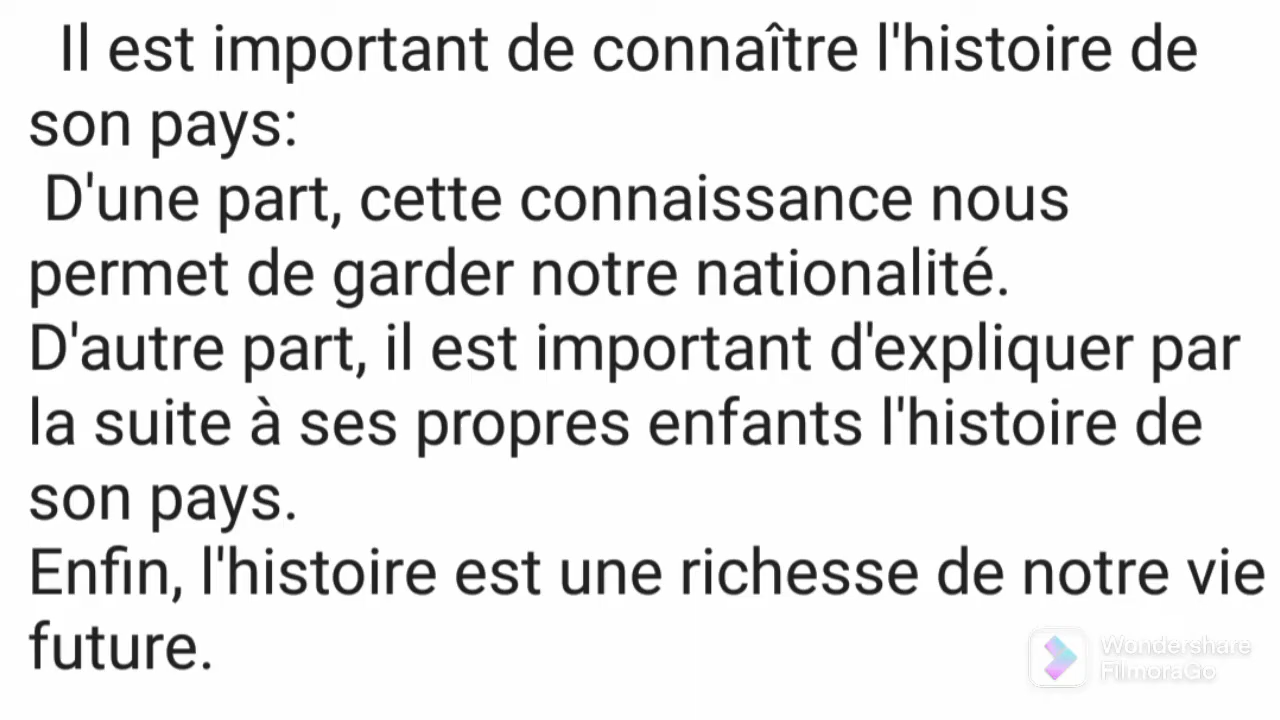 Il est important de connaître l'histoire de
son pays:
D'une part, cette connaissance nous
permet de garder notre nationalité.
D'autre part, il est important d'expliquer par
la suite à ses propres enfants l'histoire de
son pays.
Enfin, l'histoire est une richesse de notre vie
future.
Wondershare
FilmoraGo